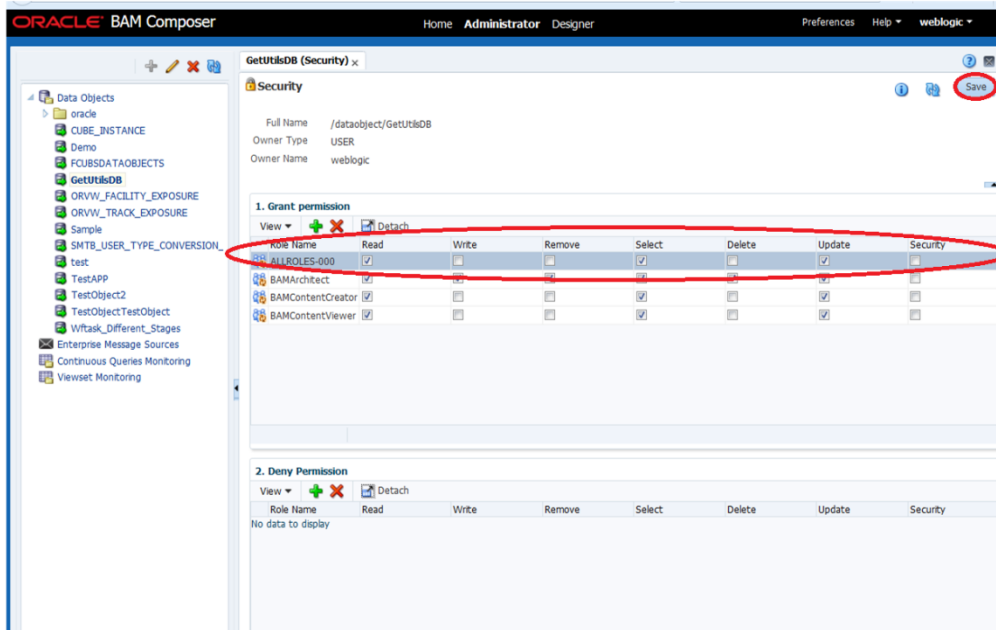 ORACLE BAM Composer Home Administrator Designer Preferences Help weblogic
GetUtilsDB (Security)
Security
Save
Full Name /dataobject/GetUtilsDB
Owner Type USER
Owner Name weblogic
Data Objects
oracle
CUBE_INSTANCE
Demo
FCUBSDATAOBJECTS
GetUtilsDB
ORVW_FACILITY_EXPOSURE
ORVW_TRACK_EXPOSURE
Sample
SMTB_USER_TYPE_CONVERSION_
test
TestAPP
TestObject2
TestObjectTestObject
Wftask_Different_Stages
Enterprise Message Sources
Continuous Queries Monitoring
Viewset Monitoring
1. Grant permission
View Detach
Role Name Read Write Remove Select Delete Update Security
ALLROLES-000
BAMArchitect
BAMContentCreator
BAMContentViewer
2. Deny Permission
View Detach
Role Name Read Write Remove Select Delete Update Security
No data to display